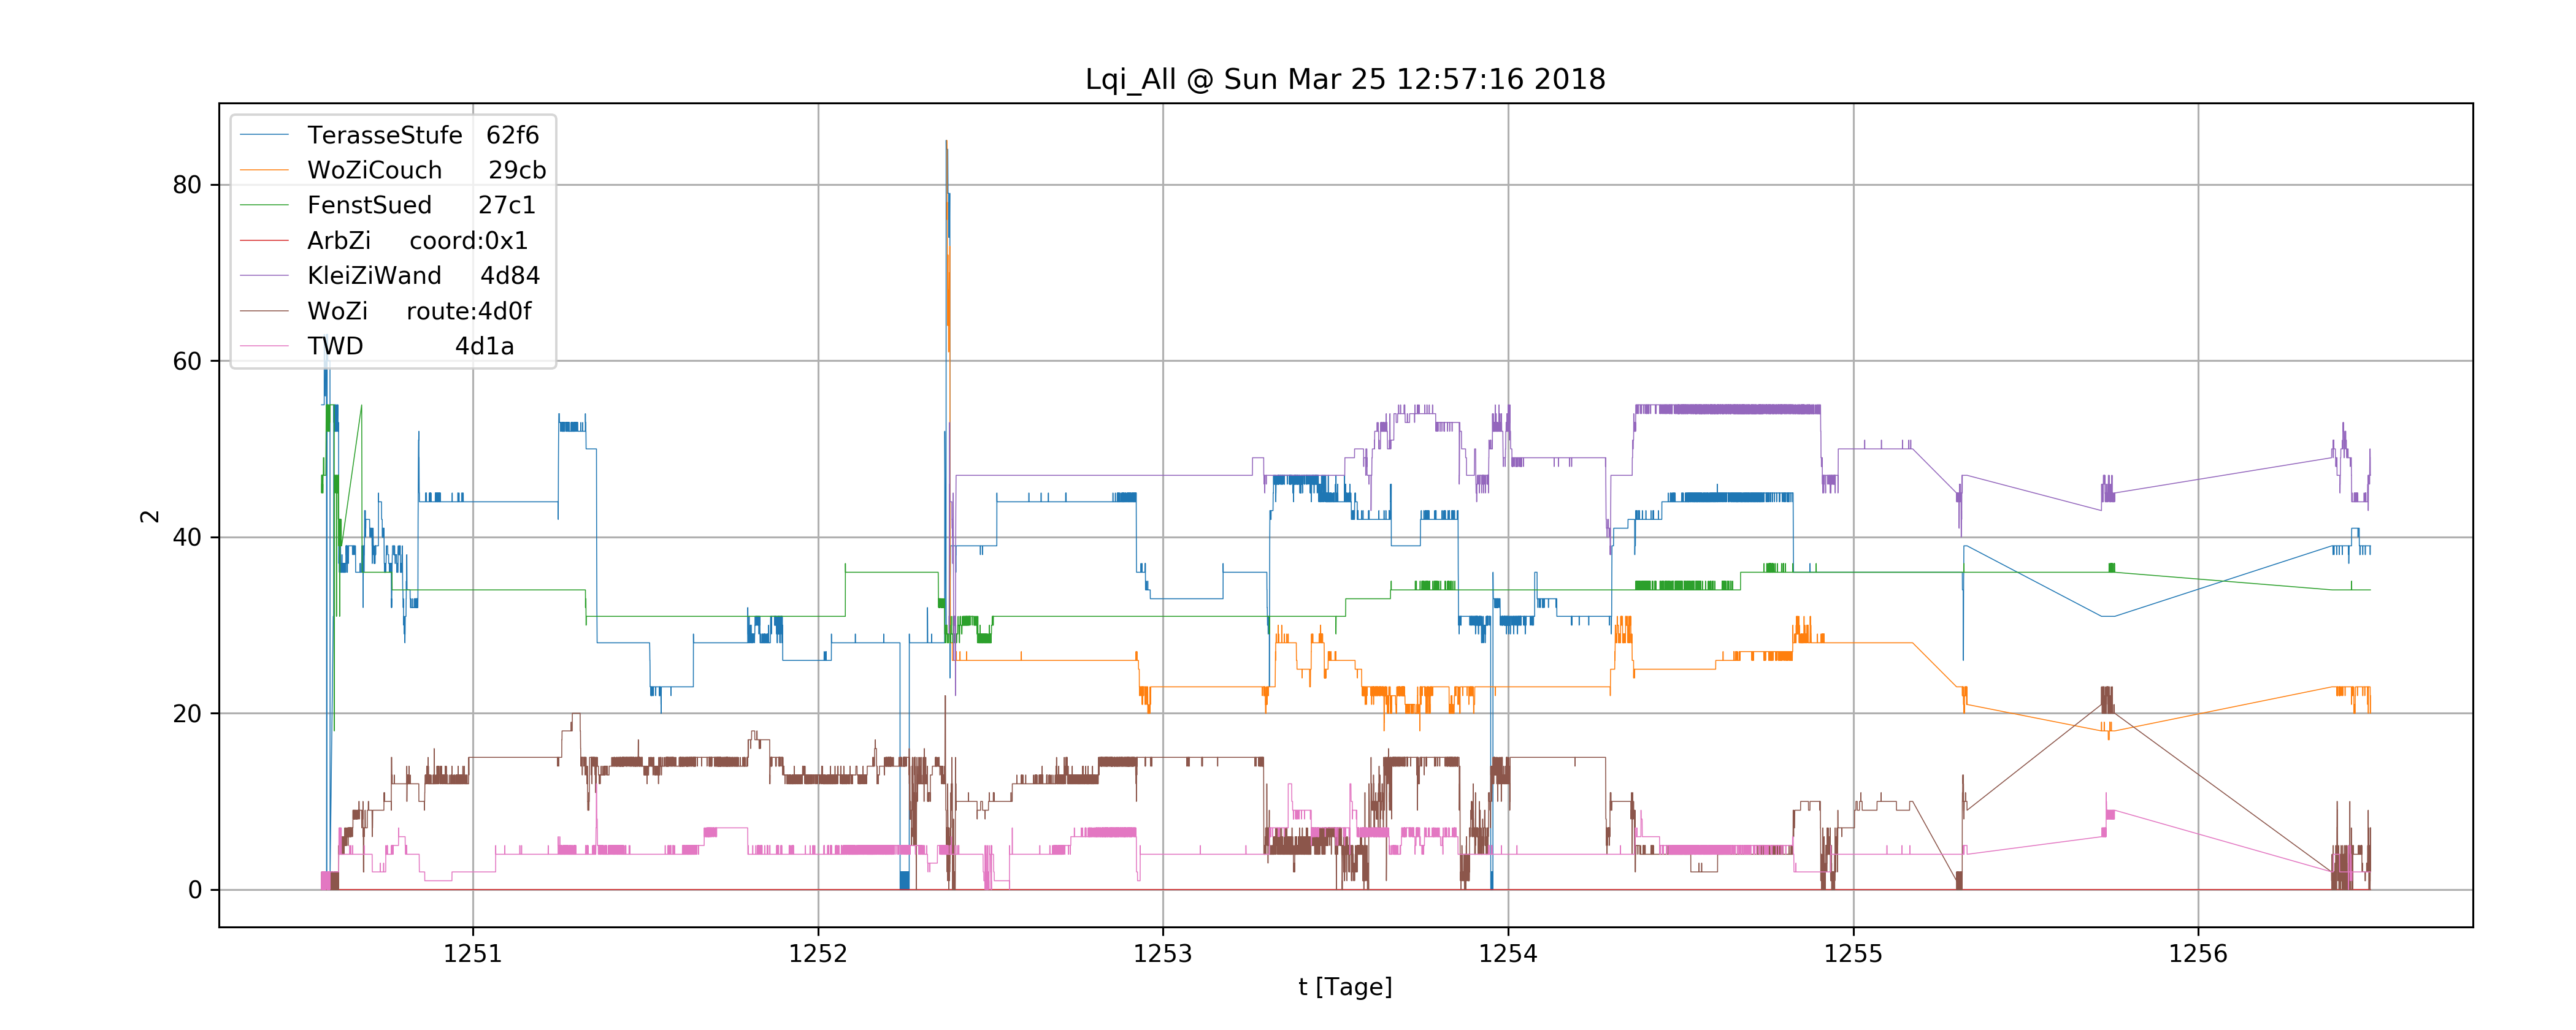 Lqi_All @ Sun Mar 25 12:57:16 2018
TerasseStufe 62f6
WoZiCouch 29cb
FenstSued 27c1
ArbZi coord:0x1
KleiZiWand 4d84
WoZi route:4d0f
TWD 4d1a
80
60
40
20
0
2
1251 1252 1253 1254 1255 1256
t [Tage]